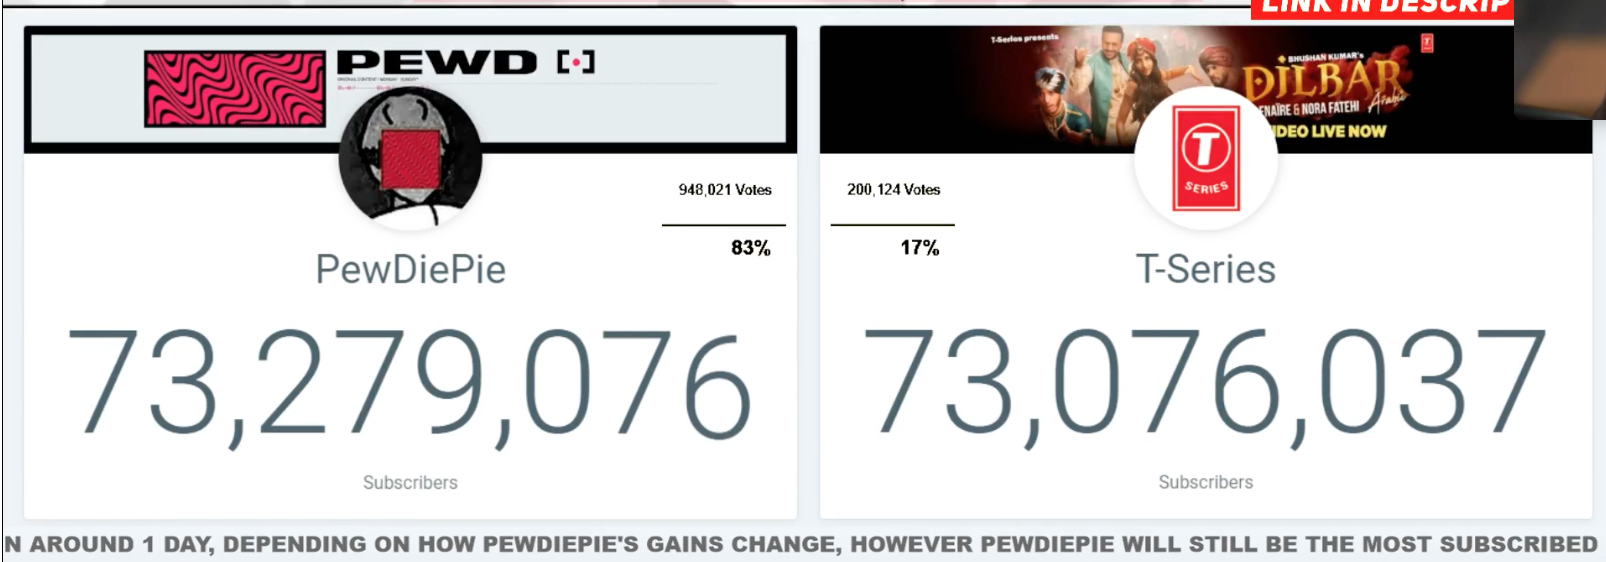 LINK IN DESCRIP
PEWD [·]
T-Series presents
BHUSHAN KUMAR's
DILBAR
Arabic
ENAIRE & NORA FATEHI
IDEO LIVE NOW
T
SERIES
948,021 Votes
83%
200,124 Votes
17%
PewDiePie
73,279,076
Subscribers
T-Series
73,076,037
Subscribers
N AROUND 1 DAY, DEPENDING ON HOW PEWDIEPIE'S GAINS CHANGE, HOWEVER PEWDIEPIE WILL STILL BE THE MOST SUBSCRIBED